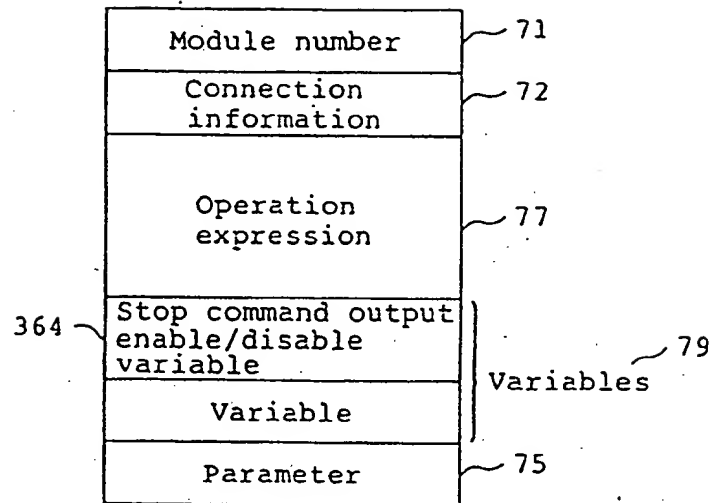 Module number
71
Connection
information
72
Operation
expression
77
Stop command output
enable/disable
variable
364
Variable
Variables
79
Parameter
75